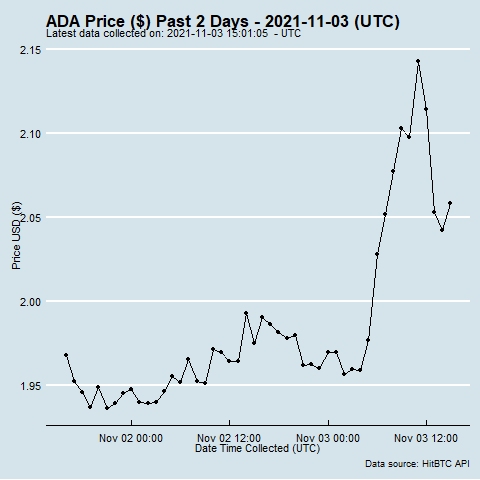 ADA Price ($) Past 2 Days - 2021-11-03 (UTC)
Latest data collected on: 2021-11-03 15:01:05 - UTC
2.15
2.10
2.05
2.00
1.95
Price USD ($)
Nov 02 00:00 Nov 02 12:00 Nov 03 00:00 Nov 03 12:00
Date Time Collected (UTC)
Data source: HitBTC API